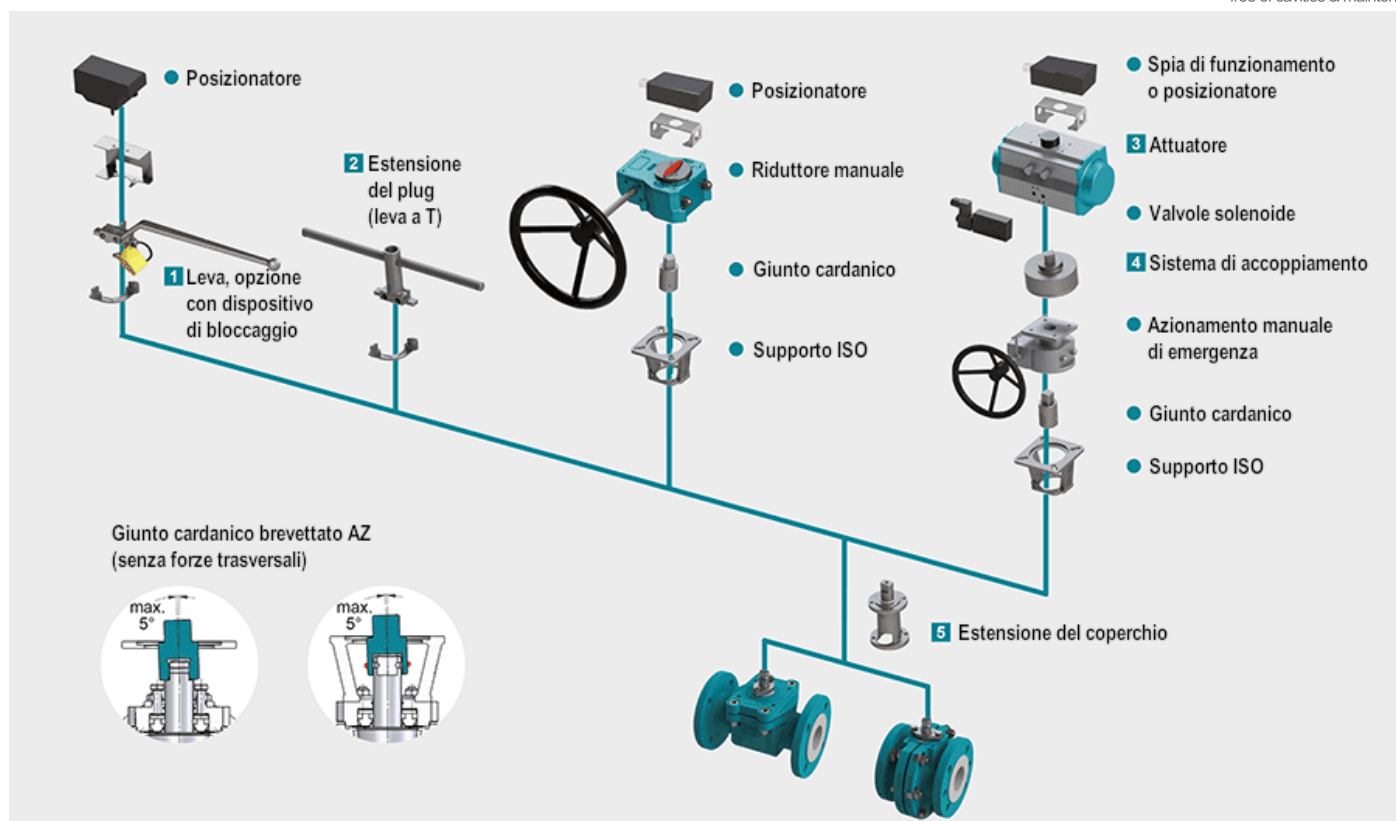 Posizionatore
1 Leva, opzione
con dispositivo
di bloccaggio
2 Estensione
del plug
(leva a T)
Posizionatore
Riduttore manuale
Giunto cardanico
Supporto ISO
Spia di funzionamento
o posizionatore
3 Attuatore
Valvole solenoide
4 Sistema di accoppiamento
Azionamento manuale
di emergenza
Giunto cardanico
Supporto ISO
Giunto cardanico brevettato AZ
(senza forze trasversali)
max.
5°
max.
5°
5 Estensione del coperchio